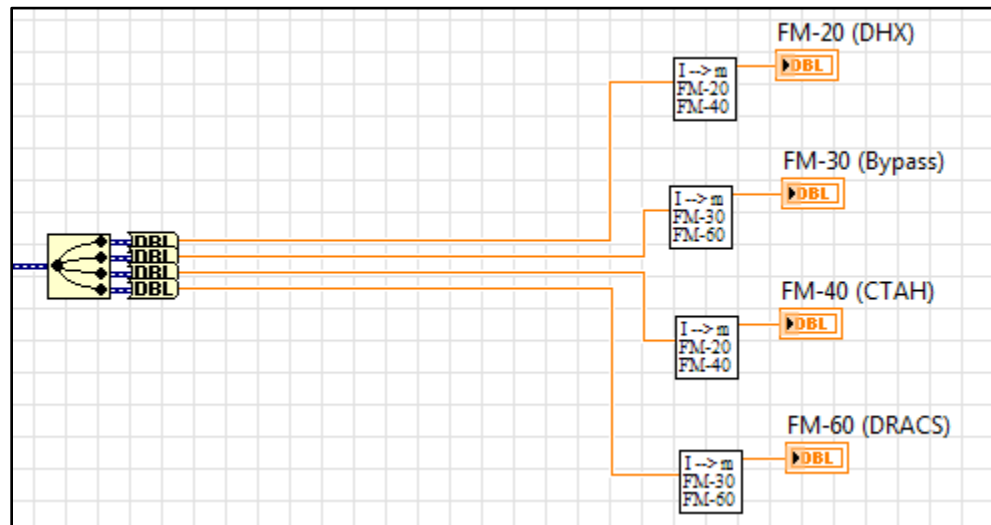 FM-20 (DHX)
I -->m
FM-20
FM-40
DBL
FM-30 (Bypass)
I -->m
FM-30
FM-60
DBL
DBL
DBL
DBL
DBL
FM-40 (CTAH)
I -->m
FM-20
FM-40
DBL
FM-60 (DRACS)
I -->m
FM-30
FM-60
DBL